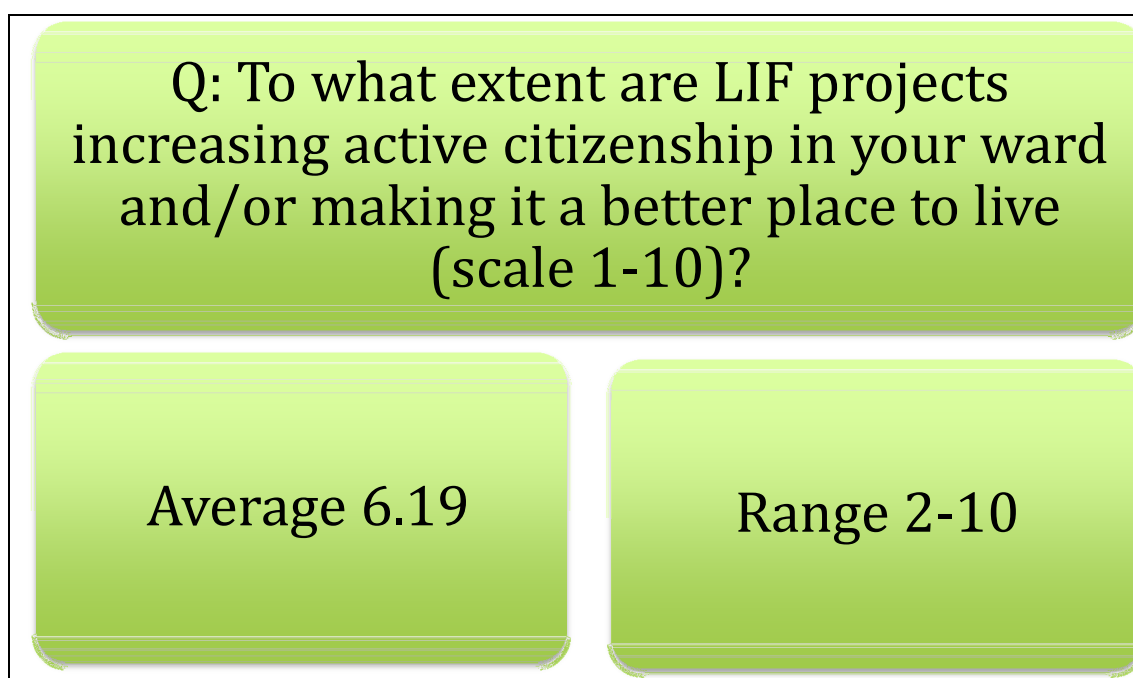 Q: To what extent are LIF projects
increasing active citizenship in your ward
and/or making it a better place to live
(scale 1-10)?
Average 6.19
Range 2-10